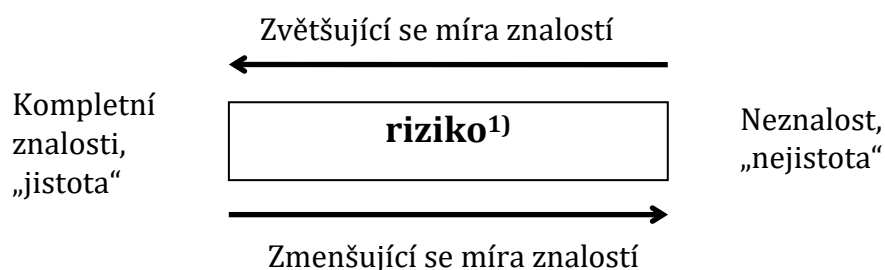 Zvětšující se míra znalostí
Kompletní
znalosti,
„jistota“
riziko¹⁾
Neznalost,
„nejistota“
Zmenšující se míra znalostí